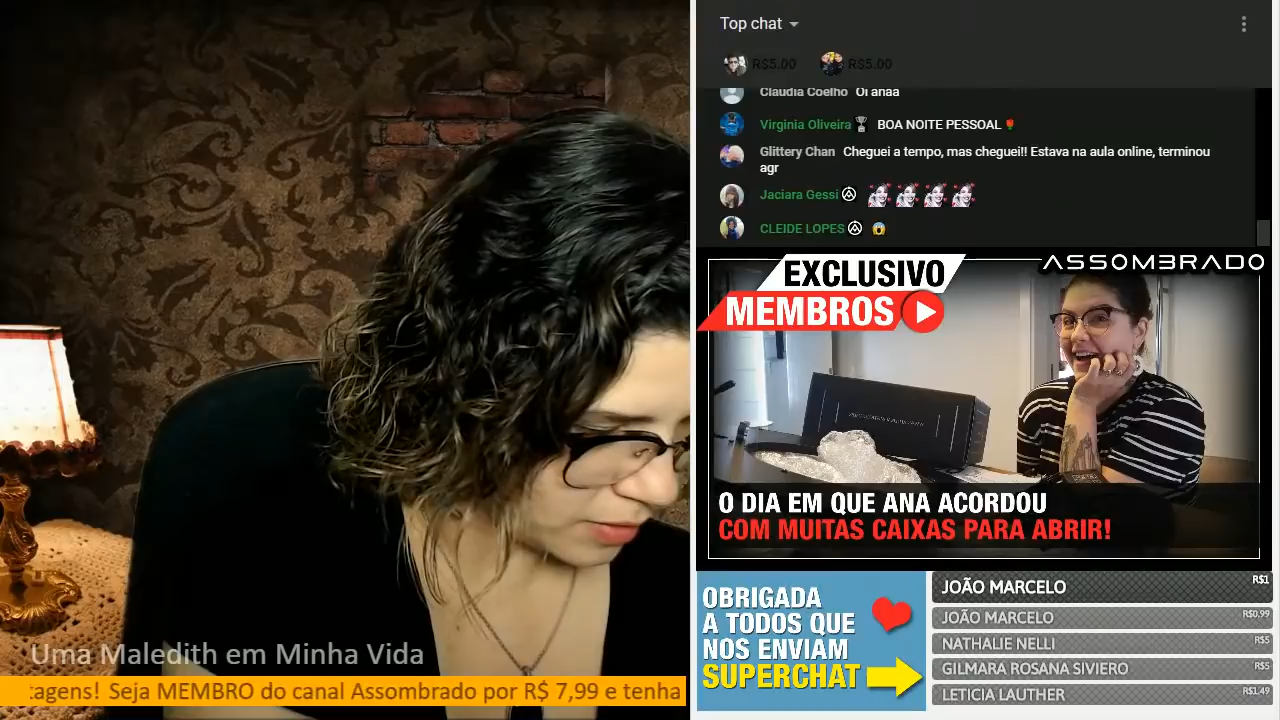 Top chat
R$5.00
R$5.00
Claudia Coelho Oi anaa
Virginia Oliveira BOA NOITE PESSOAL
Glittery Chan Cheguei a tempo, mas cheguei!! Estava na aula online, terminou
agr
Jaciara Gessi
CLEIDE LOPES
EXCLUSIVO
MEMBROS
ASSOMBRADO
O DIA EM QUE ANA ACORDOU
COM MUITAS CAIXAS PARA ABRIR!
OBRIGADA
A TODOS QUE
NOS ENVIAM
SUPERCHAT
JOÃO MARCELO R$1
JOÃO MARCELO R$0,99
NATHALIE NELLI R$5
GILMARA ROSANA SIVIERO R$5
LETICIA LAUTHER R$1,49
Uma Maledith em Minha Vida
tagens! Seja MEMBRO do canal Assombrado por R$ 7,99 e tenha